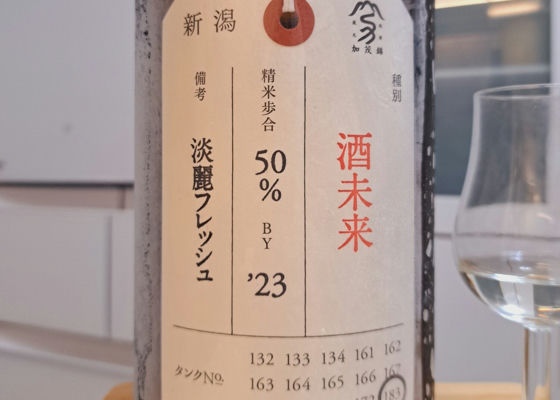 新潟
加茂錦
種別
酒未来
精米歩合
50
%
BY
'23
備考
淡麗フレッシュ
タンクNo.
132 133 134 161 162
163 164 165 166 167
183